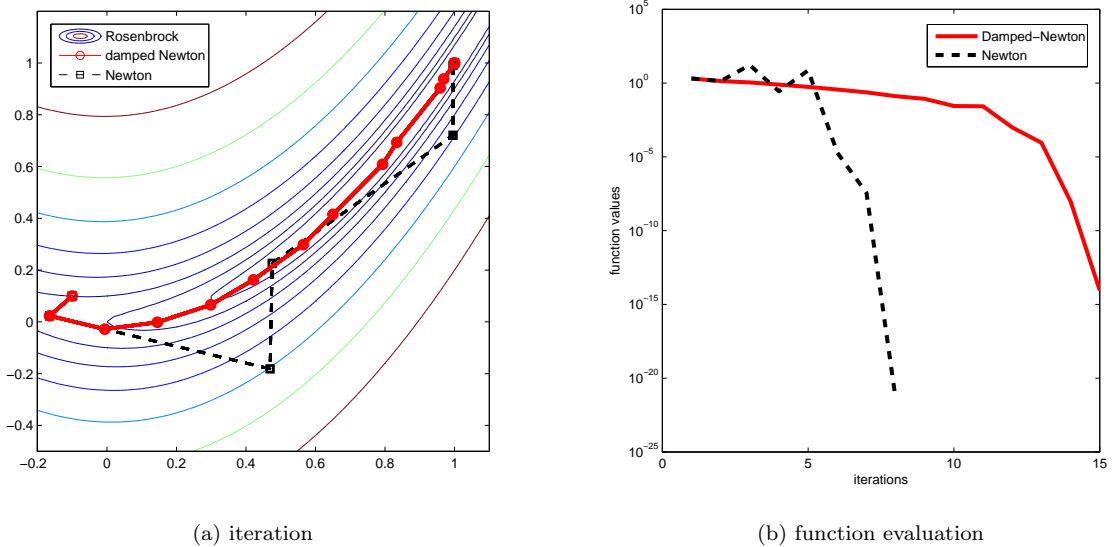 Rosenbrock
damped Newton
Newton
1
0.8
0.6
0.4
0.2
0
−0.2
−0.4
−0.2
0
0.2
0.4
0.6
0.8
1
(a) iteration
Damped−Newton
Newton
10^5
10^0
10^−5
10^−10
10^−15
10^−20
10^−25
function values
0
5
10
15
iterations
(b) function evaluation